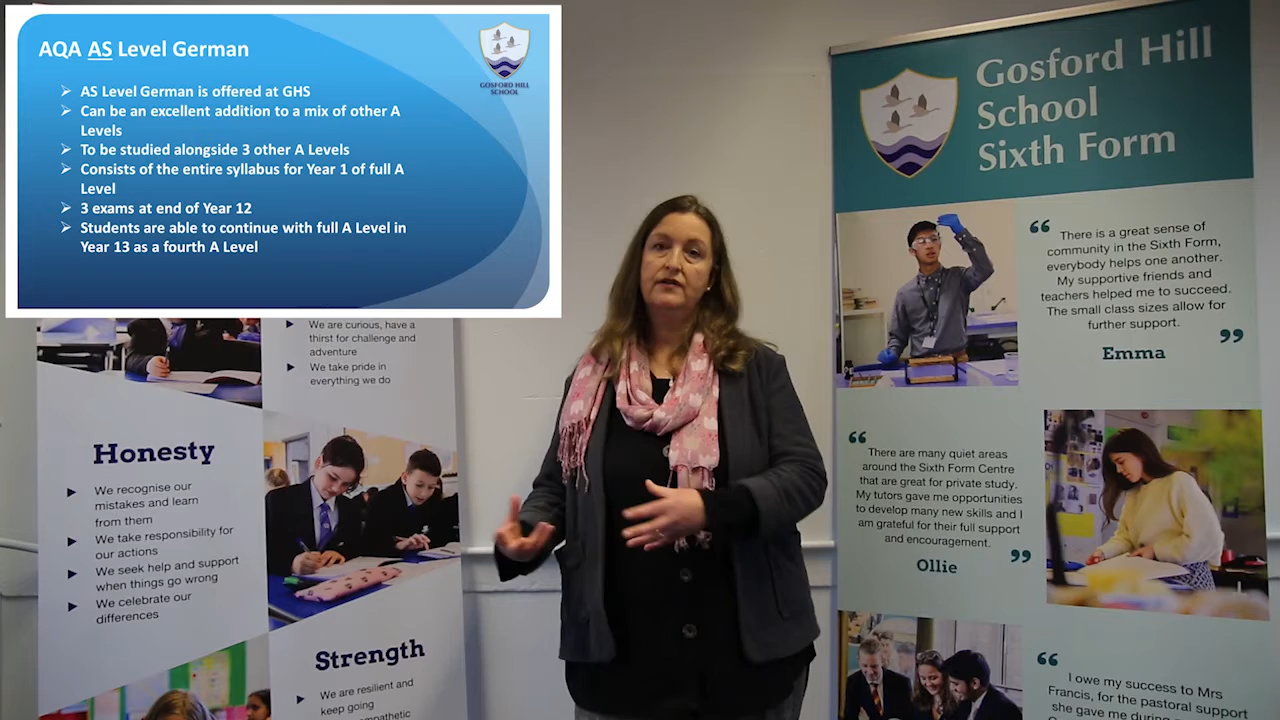 AQA AS Level German
GOSFORD HILL
SCHOOL
➢ AS Level German is offered at GHS
➢ Can be an excellent addition to a mix of other A
Levels
➢ To be studied alongside 3 other A Levels
➢ Consists of the entire syllabus for Year 1 of full A
Level
➢ 3 exams at end of Year 12
➢ Students are able to continue with full A Level in
Year 13 as a fourth A Level
We are curious, have a
thirst for challenge and
adventure
We take pride in
everything we do
Honesty
We recognise our
mistakes and learn
from them
We take responsibility for
our actions
We seek help and support
when things go wrong
We celebrate our
differences
Strength
We are resilient and
keep going
Gosford Hill
School
Sixth Form
“ There is a great sense of
community in the Sixth Form,
everybody helps one another.
My supportive friends and
teachers helped me to succeed.
The small class sizes allow for
further support. ”
Emma
“ There are many quiet areas
around the Sixth Form Centre
that are great for private study.
My tutors gave me opportunities
to develop many new skills and I
am grateful for their full support
and encouragement. ”
Ollie
“ I owe my success to Mrs
Francis, for the pastoral support
she gave me during